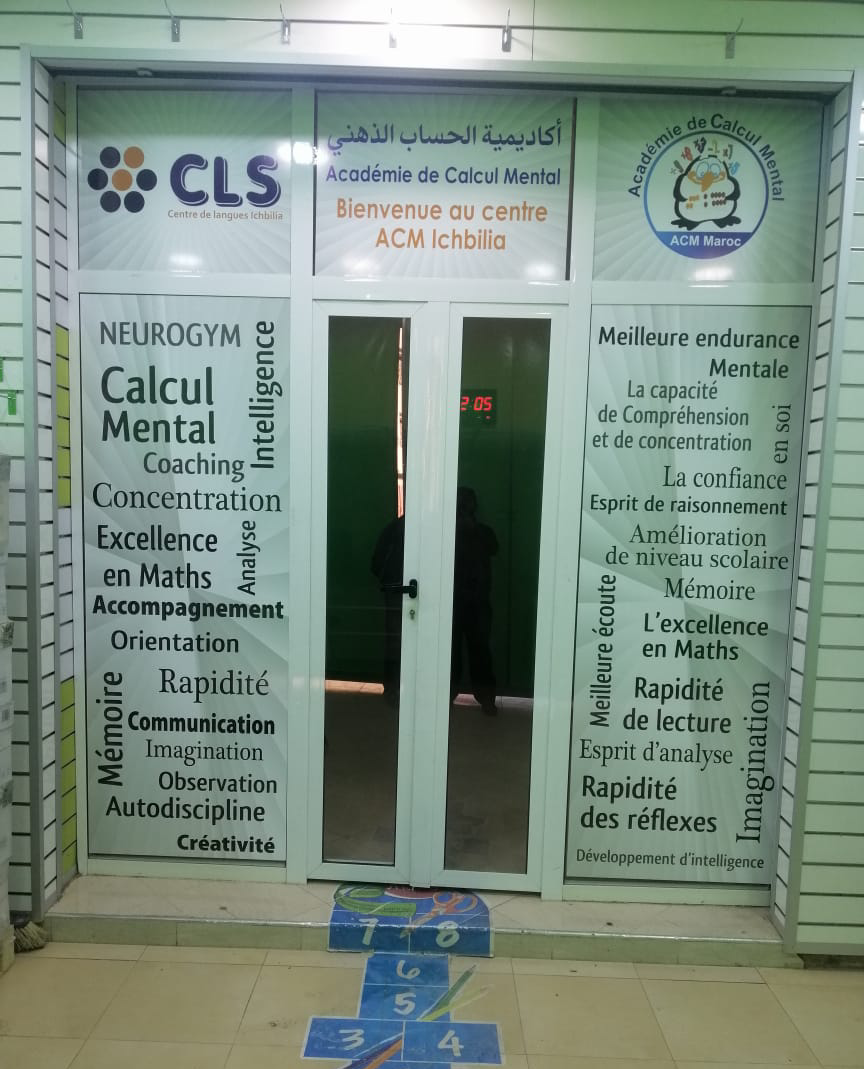 CLS
Centre de langues Ichbilia
أكاديمية الحساب الذهني
Académie de Calcul Mental
Bienvenue au centre
ACM Ichbilia
Académie de Calcul Mental
ACM Maroc
NEUROGYM
Intelligence
Calcul
Mental
Coaching
Concentration
Excellence
en Maths
Analyse
Accompagnement
Orientation
Rapidité
Mémoire
Communication
Imagination
Observation
Autodiscipline
Créativité
2:05
Meilleure endurance
Mentale
La capacité
de Compréhension
et de concentration
en soi
La confiance
Esprit de raisonnement
Amélioration
de niveau scolaire
Mémoire
Meilleure écoute
L'excellence
en Maths
Rapidité
de lecture
Imagination
Esprit d'analyse
Rapidité
des réflexes
Développement d'intelligence
7 8
6
5
3 4